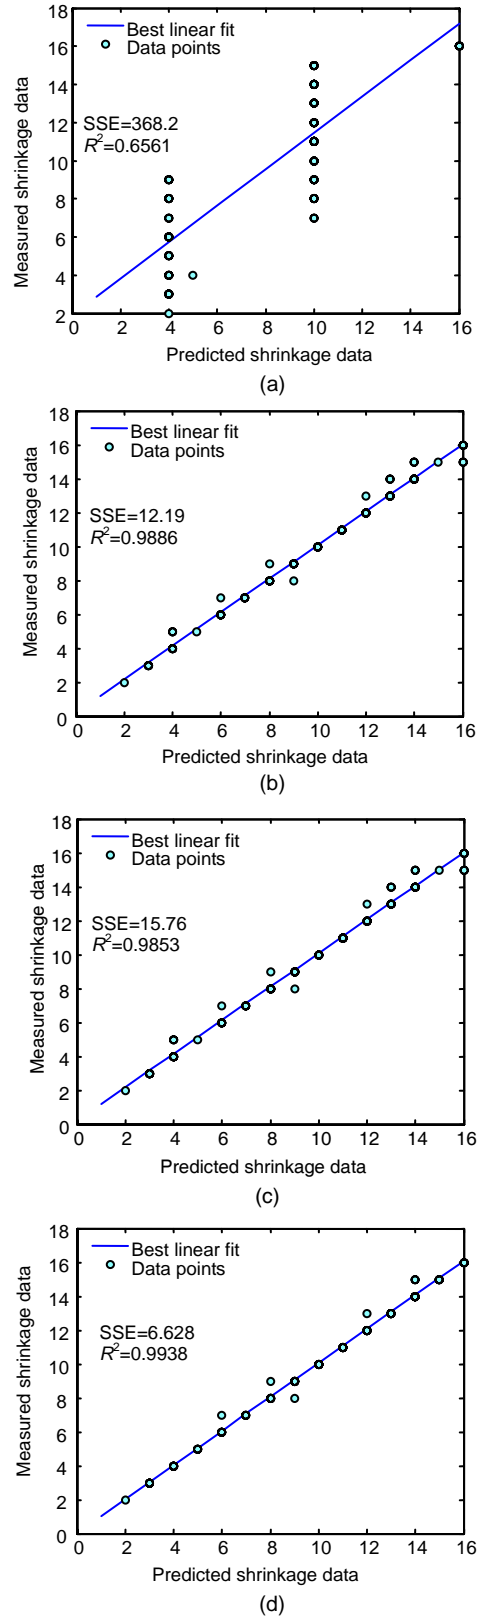 18
Best linear fit
16
Data points
14
12
SSE=368.2
R²=0.6561
10
8
6
4
2
0 2 4 6 8 10 12 14 16
Measured shrinkage data
Predicted shrinkage data
(a)
18
Best linear fit
16
Data points
14
12
SSE=12.19
R²=0.9886
10
8
6
4
2
0
2 4 6 8 10 12 14 16
Measured shrinkage data
Predicted shrinkage data
(b)
18
Best linear fit
16
Data points
14
12
SSE=15.76
R²=0.9853
10
8
6
4
2
0
0 2 4 6 8 10 12 14 16
Measured shrinkage data
Predicted shrinkage data
(c)
18
Best linear fit
16
Data points
14
12
SSE=6.628
R²=0.9938
10
8
6
4
2
0
2 4 6 8 10 12 14 16
Measured shrinkage data
Predicted shrinkage data
(d)